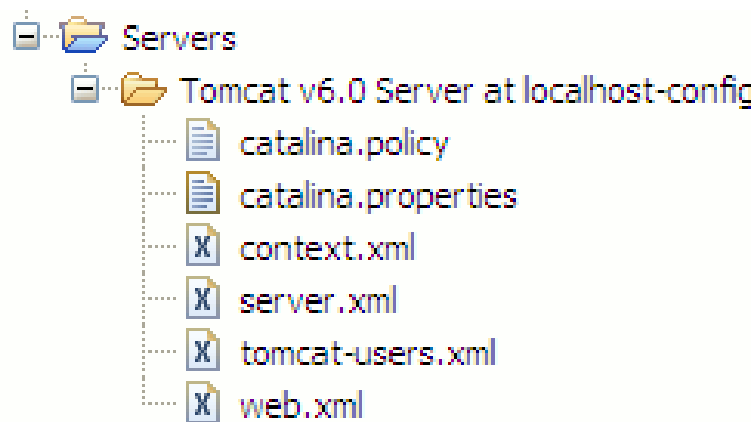 Servers
Tomcat v6.0 Server at localhost-config
catalina.policy
catalina.properties
context.xml
server.xml
tomcat-users.xml
web.xml